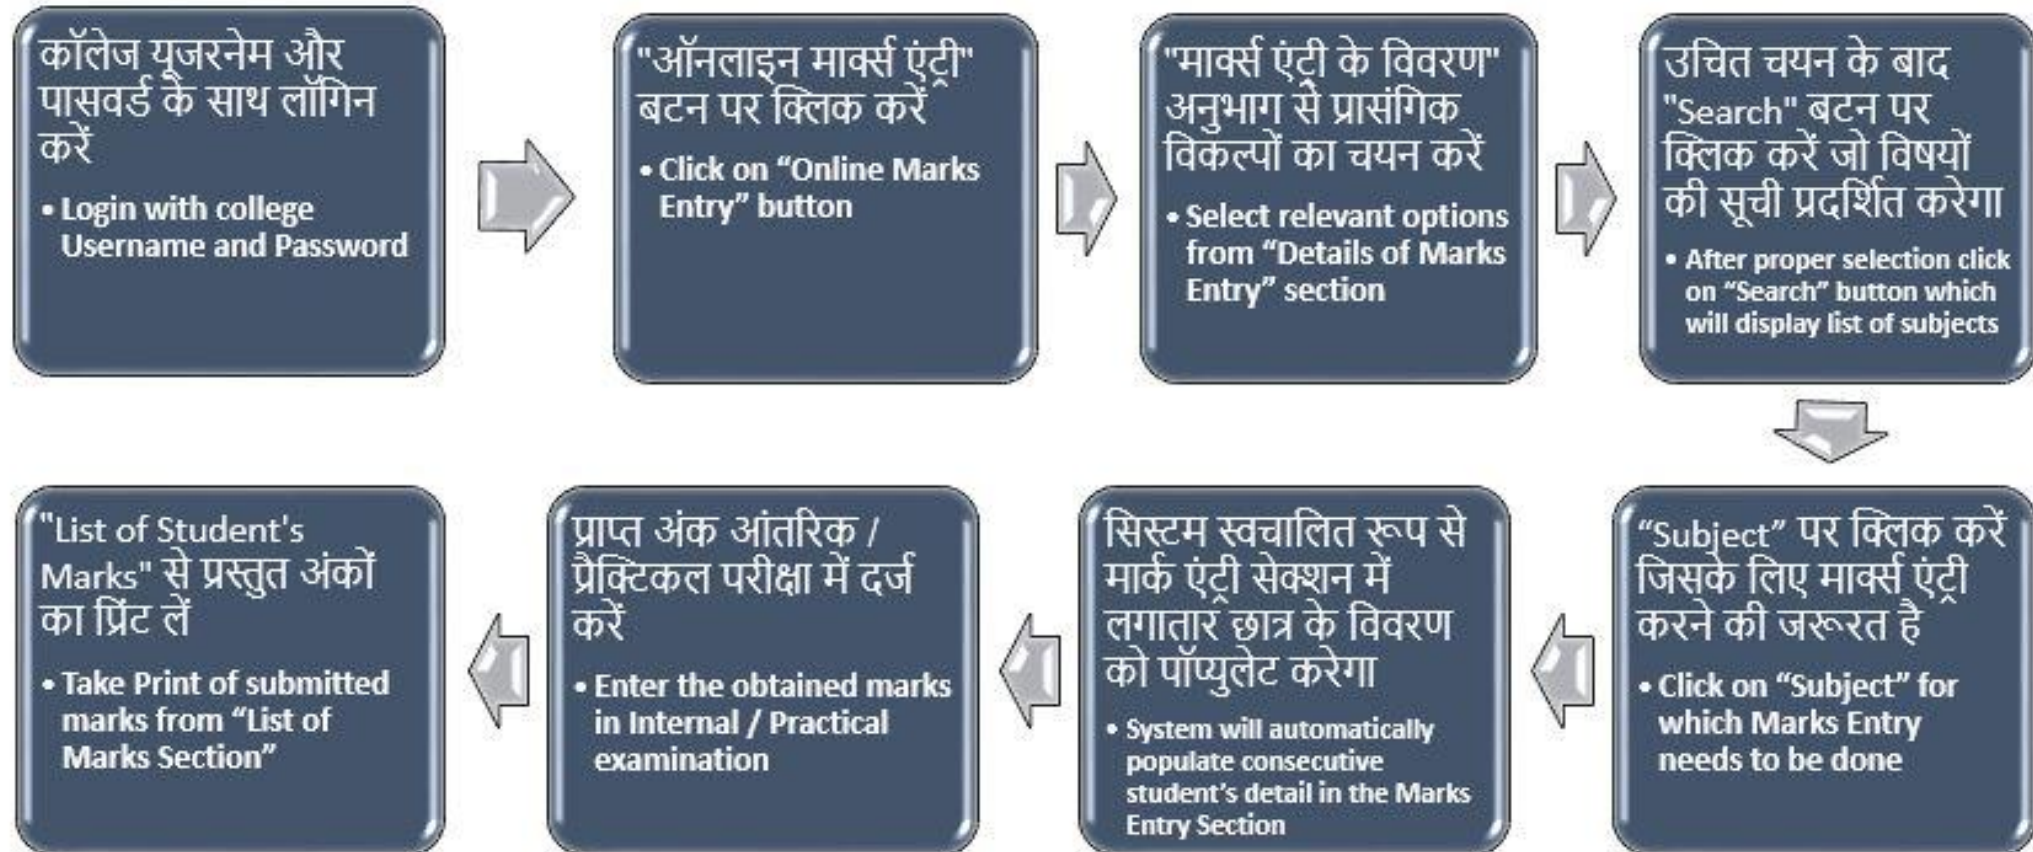 कॉलेज यूजरनेम और
पासवर्ड के साथ लॉगिन
करें
• Login with college
Username and Password
"ऑनलाइन मार्क्स एंट्री"
बटन पर क्लिक करें
• Click on “Online Marks
Entry” button
"मार्क्स एंट्री के विवरण"
अनुभाग से प्रासंगिक
विकल्पों का चयन करें
• Select relevant options
from “Details of Marks
Entry” section
उचित चयन के बाद
"Search" बटन पर
क्लिक करें जो विषयों
की सूची प्रदर्शित करेगा
• After proper selection click
on “Search” button which
will display list of subjects
“Subject” पर क्लिक करें
जिसके लिए मार्क्स एंट्री
करने की जरूरत है
• Click on “Subject” for
which Marks Entry
needs to be done
सिस्टम स्वचालित रूप से
मार्क एंट्री सेक्शन में
लगातार छात्र के विवरण
को पॉप्युलेट करेगा
• System will automatically
populate consecutive
student’s detail in the Marks
Entry Section
प्राप्त अंक आंतरिक /
प्रैक्टिकल परीक्षा में दर्ज
करें
• Enter the obtained marks
in Internal / Practical
examination
"List of Student's
Marks" से प्रस्तुत अंकों
का प्रिंट लें
• Take Print of submitted
marks from “List of
Marks Section”